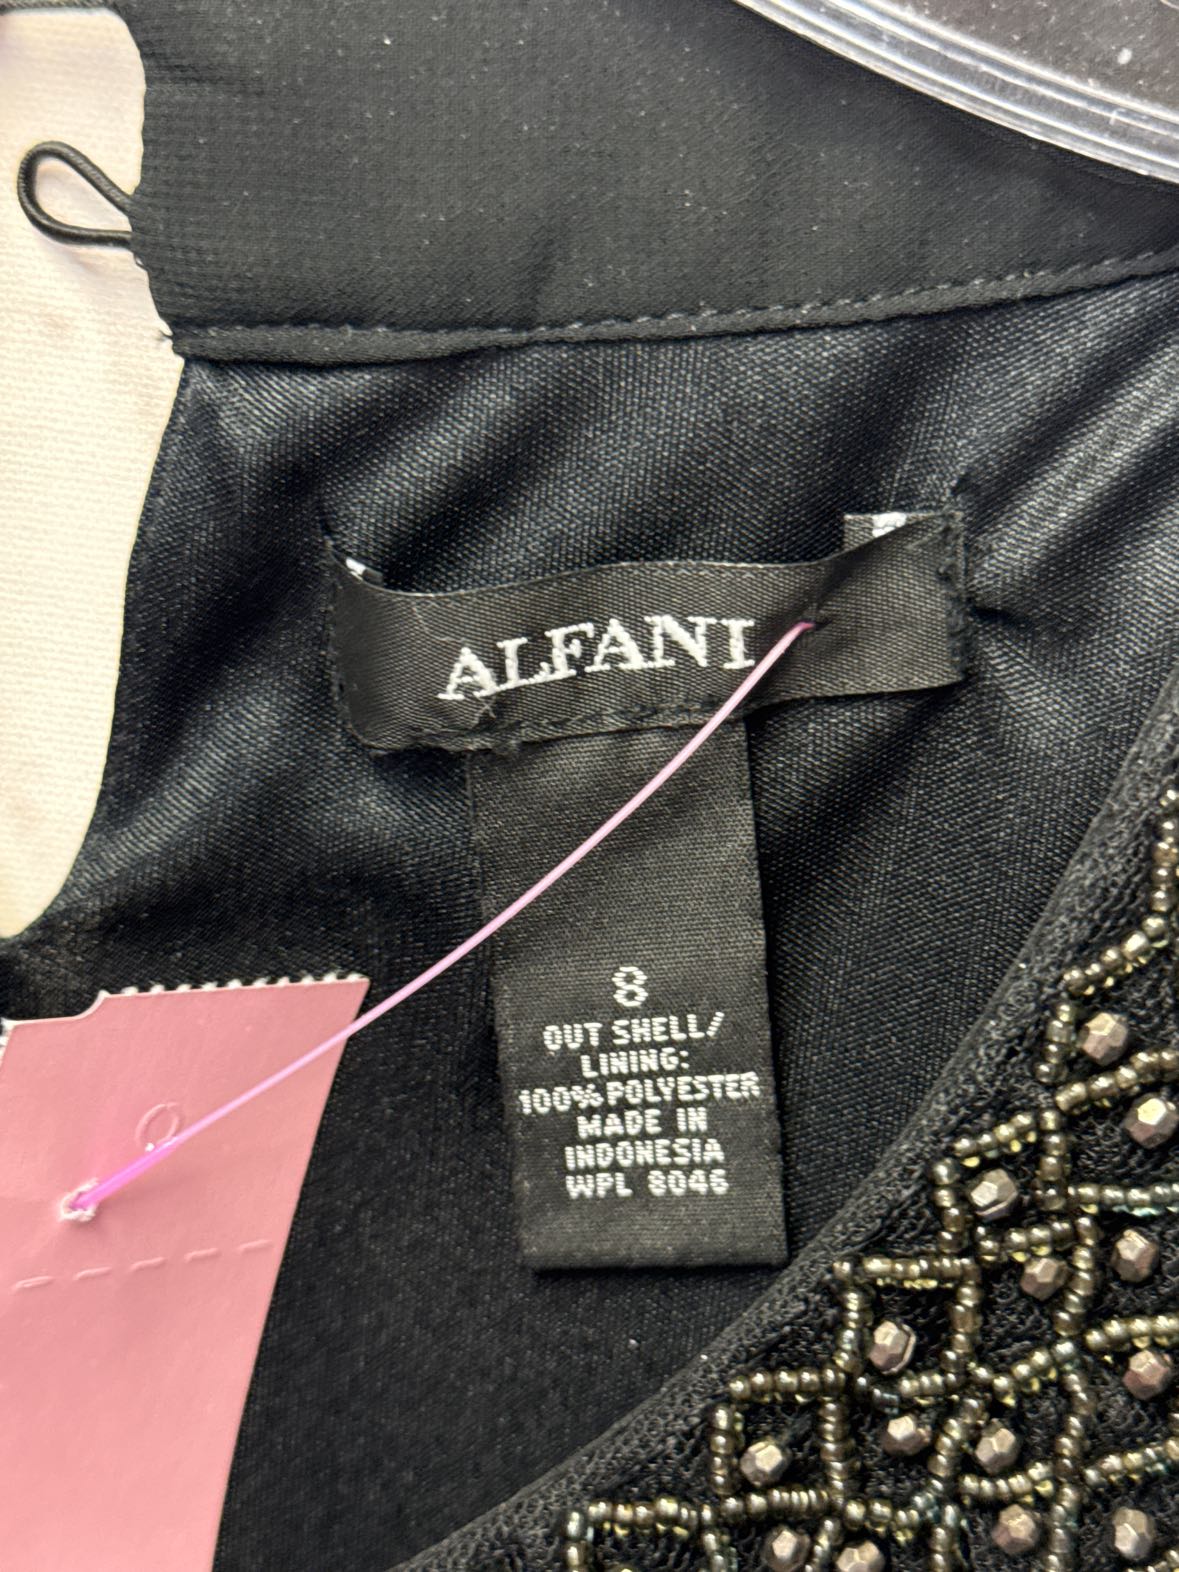 ALFANI
8
OUT SHELL/
LINING:
100% POLYESTER
MADE IN
INDONESIA
WPL 8046